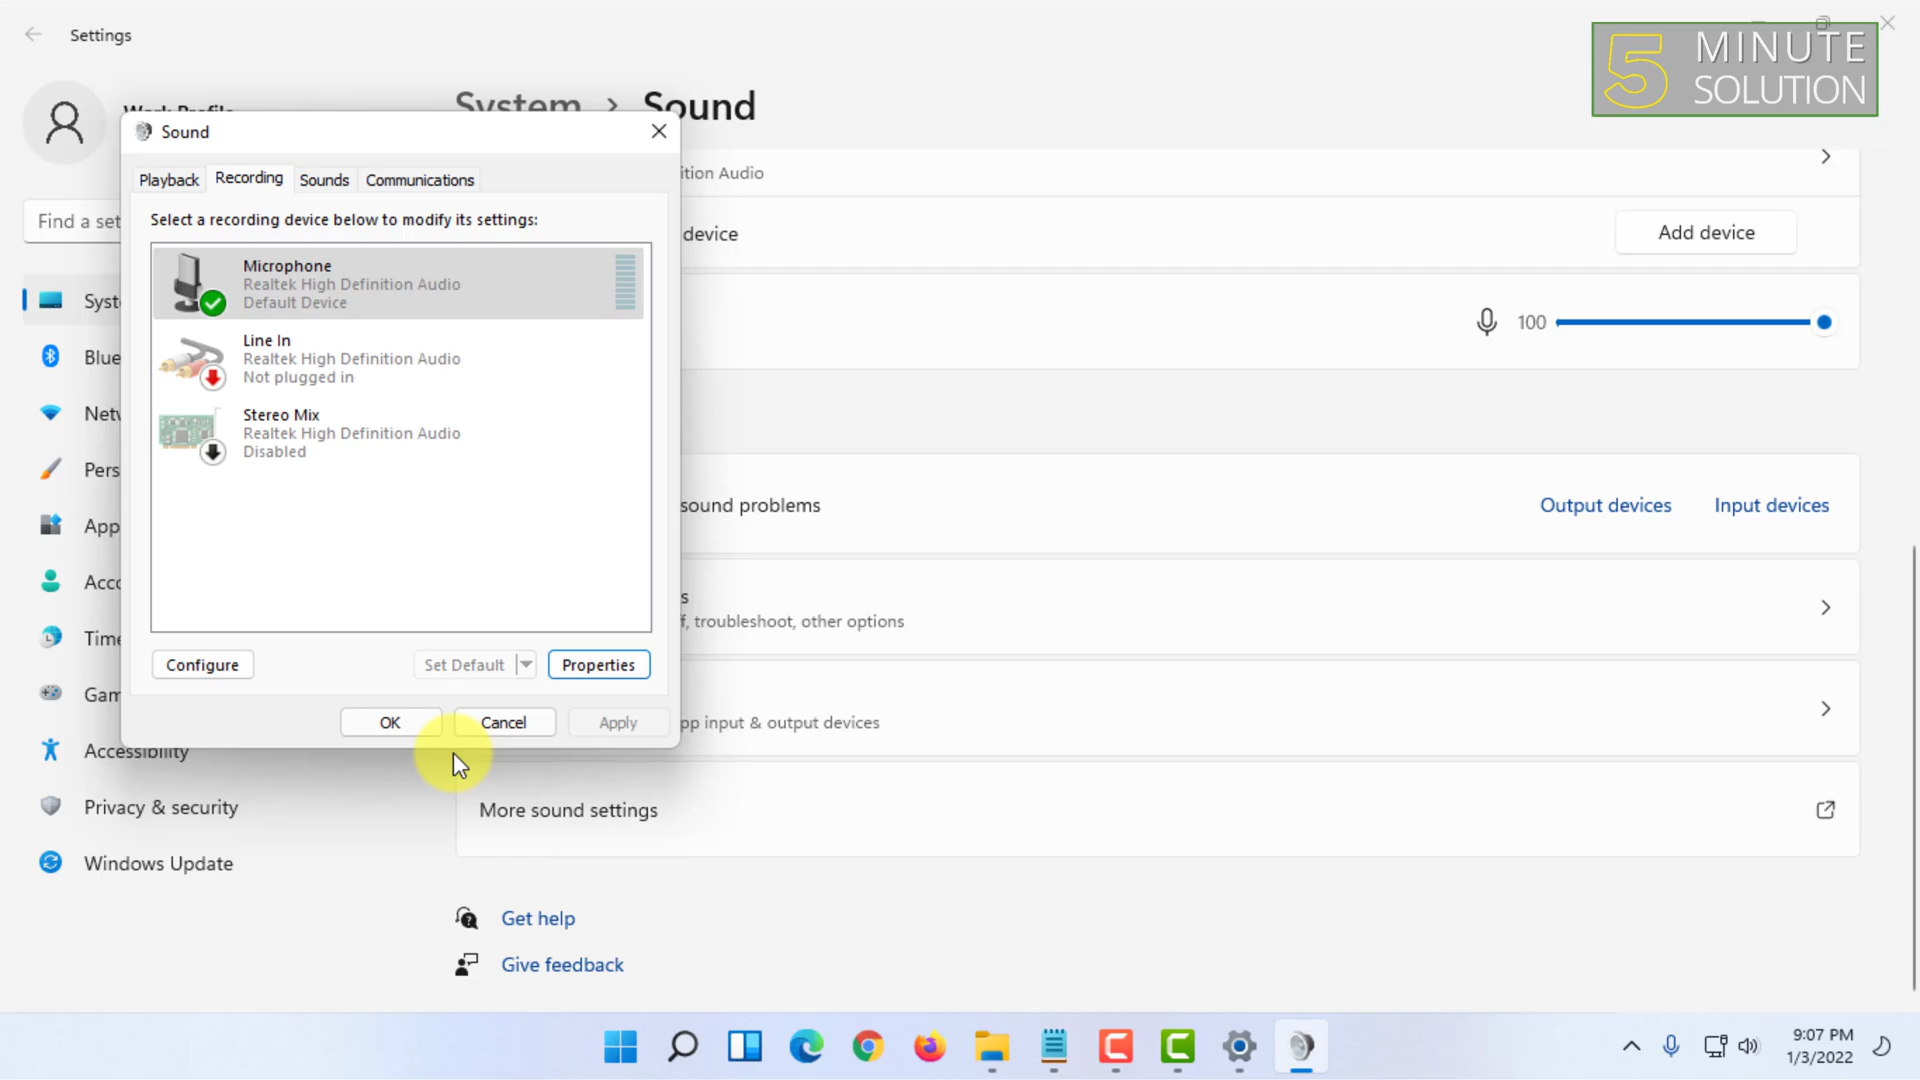 Settings
5 MINUTE
SOLUTION
System > Sound
Sound
Playback
Recording
Sounds
Communications
Select a recording device below to modify its settings:
Microphone
Realtek High Definition Audio
Default Device
Line In
Realtek High Definition Audio
Not plugged in
Stereo Mix
Realtek High Definition Audio
Disabled
Configure
Set Default
Properties
OK
Cancel
Apply
Find a set
Syst
Blue
Netv
Pers
App
Acco
Time
Gam
Accessibility
Privacy & security
Windows Update
ition Audio
device
Add device
100
sound problems
Output devices
Input devices
s
f, troubleshoot, other options
pp input & output devices
More sound settings
Get help
Give feedback
9:07 PM
1/3/2022